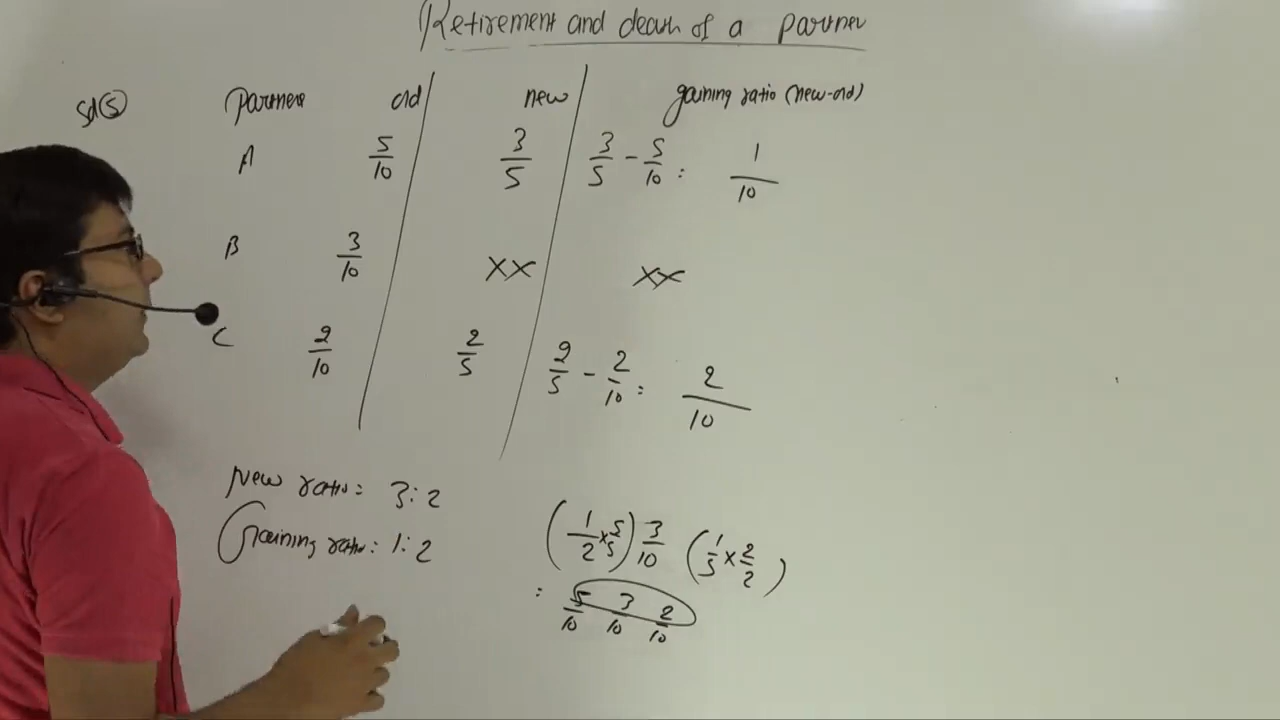 Retirement and death of a partner
Sol(5) Partners old new gaining ratio (new-old)
A 5/10 3/5 3/5 - 5/10 : 1/10
B 3/10 XX XX
C 2/10 2/5 2/5 - 2/10 : 2/10
New ratio: 3:2
Gaining ratio: 1:2
(1/2 × 5/5) 3/10 (1/5 × 2/2)
: 5/10 3/10 2/10